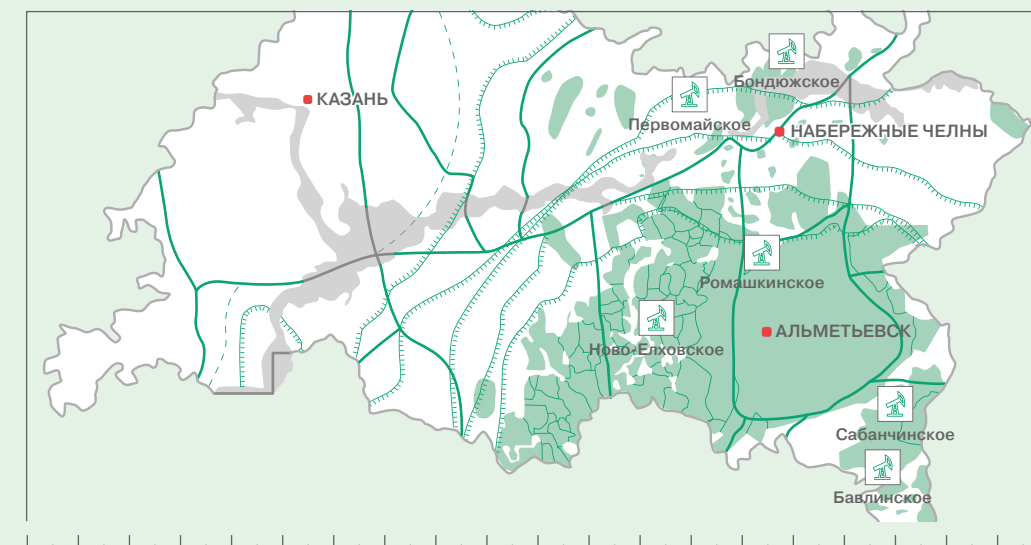 Бондюжское
КАЗАНЬ
Первомайское
НАБЕРЕЖНЫЕ ЧЕЛНЫ
Ромашкинское
АЛЬМЕТЬЕВСК
Ново-Елховское
Сабанчинское
Бавлинское